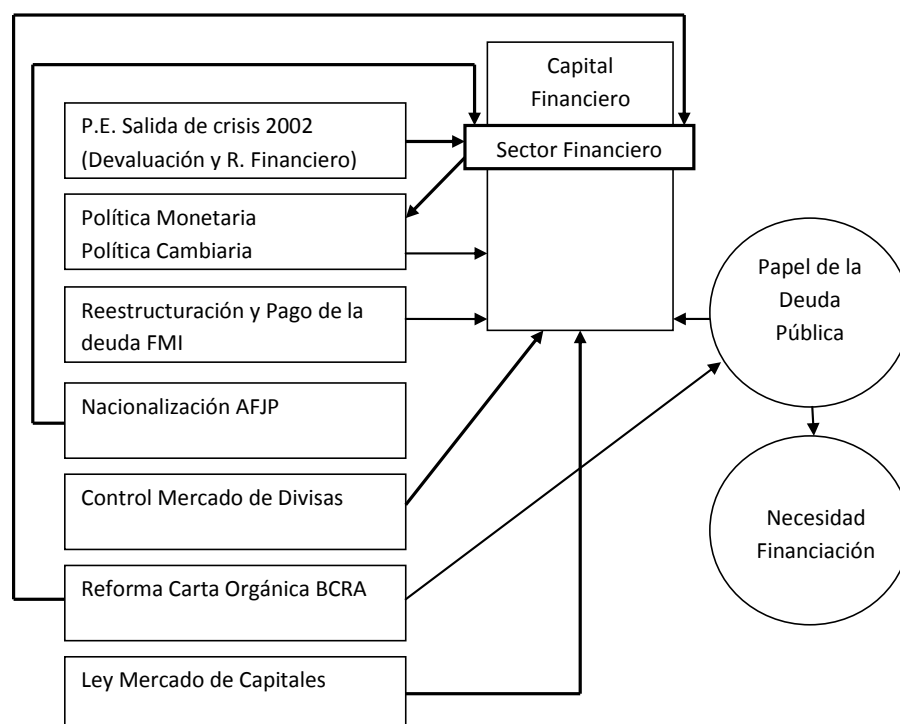 Capital
Financiero
P.E. Salida de crisis 2002
(Devaluación y R. Financiero)
Sector Financiero
Política Monetaria
Política Cambiaria
Papel de la
Deuda
Pública
Reestructuración y Pago de la
deuda FMI
Nacionalización AFJP
Control Mercado de Divisas
Necesidad
Financiación
Reforma Carta Orgánica BCRA
Ley Mercado de Capitales